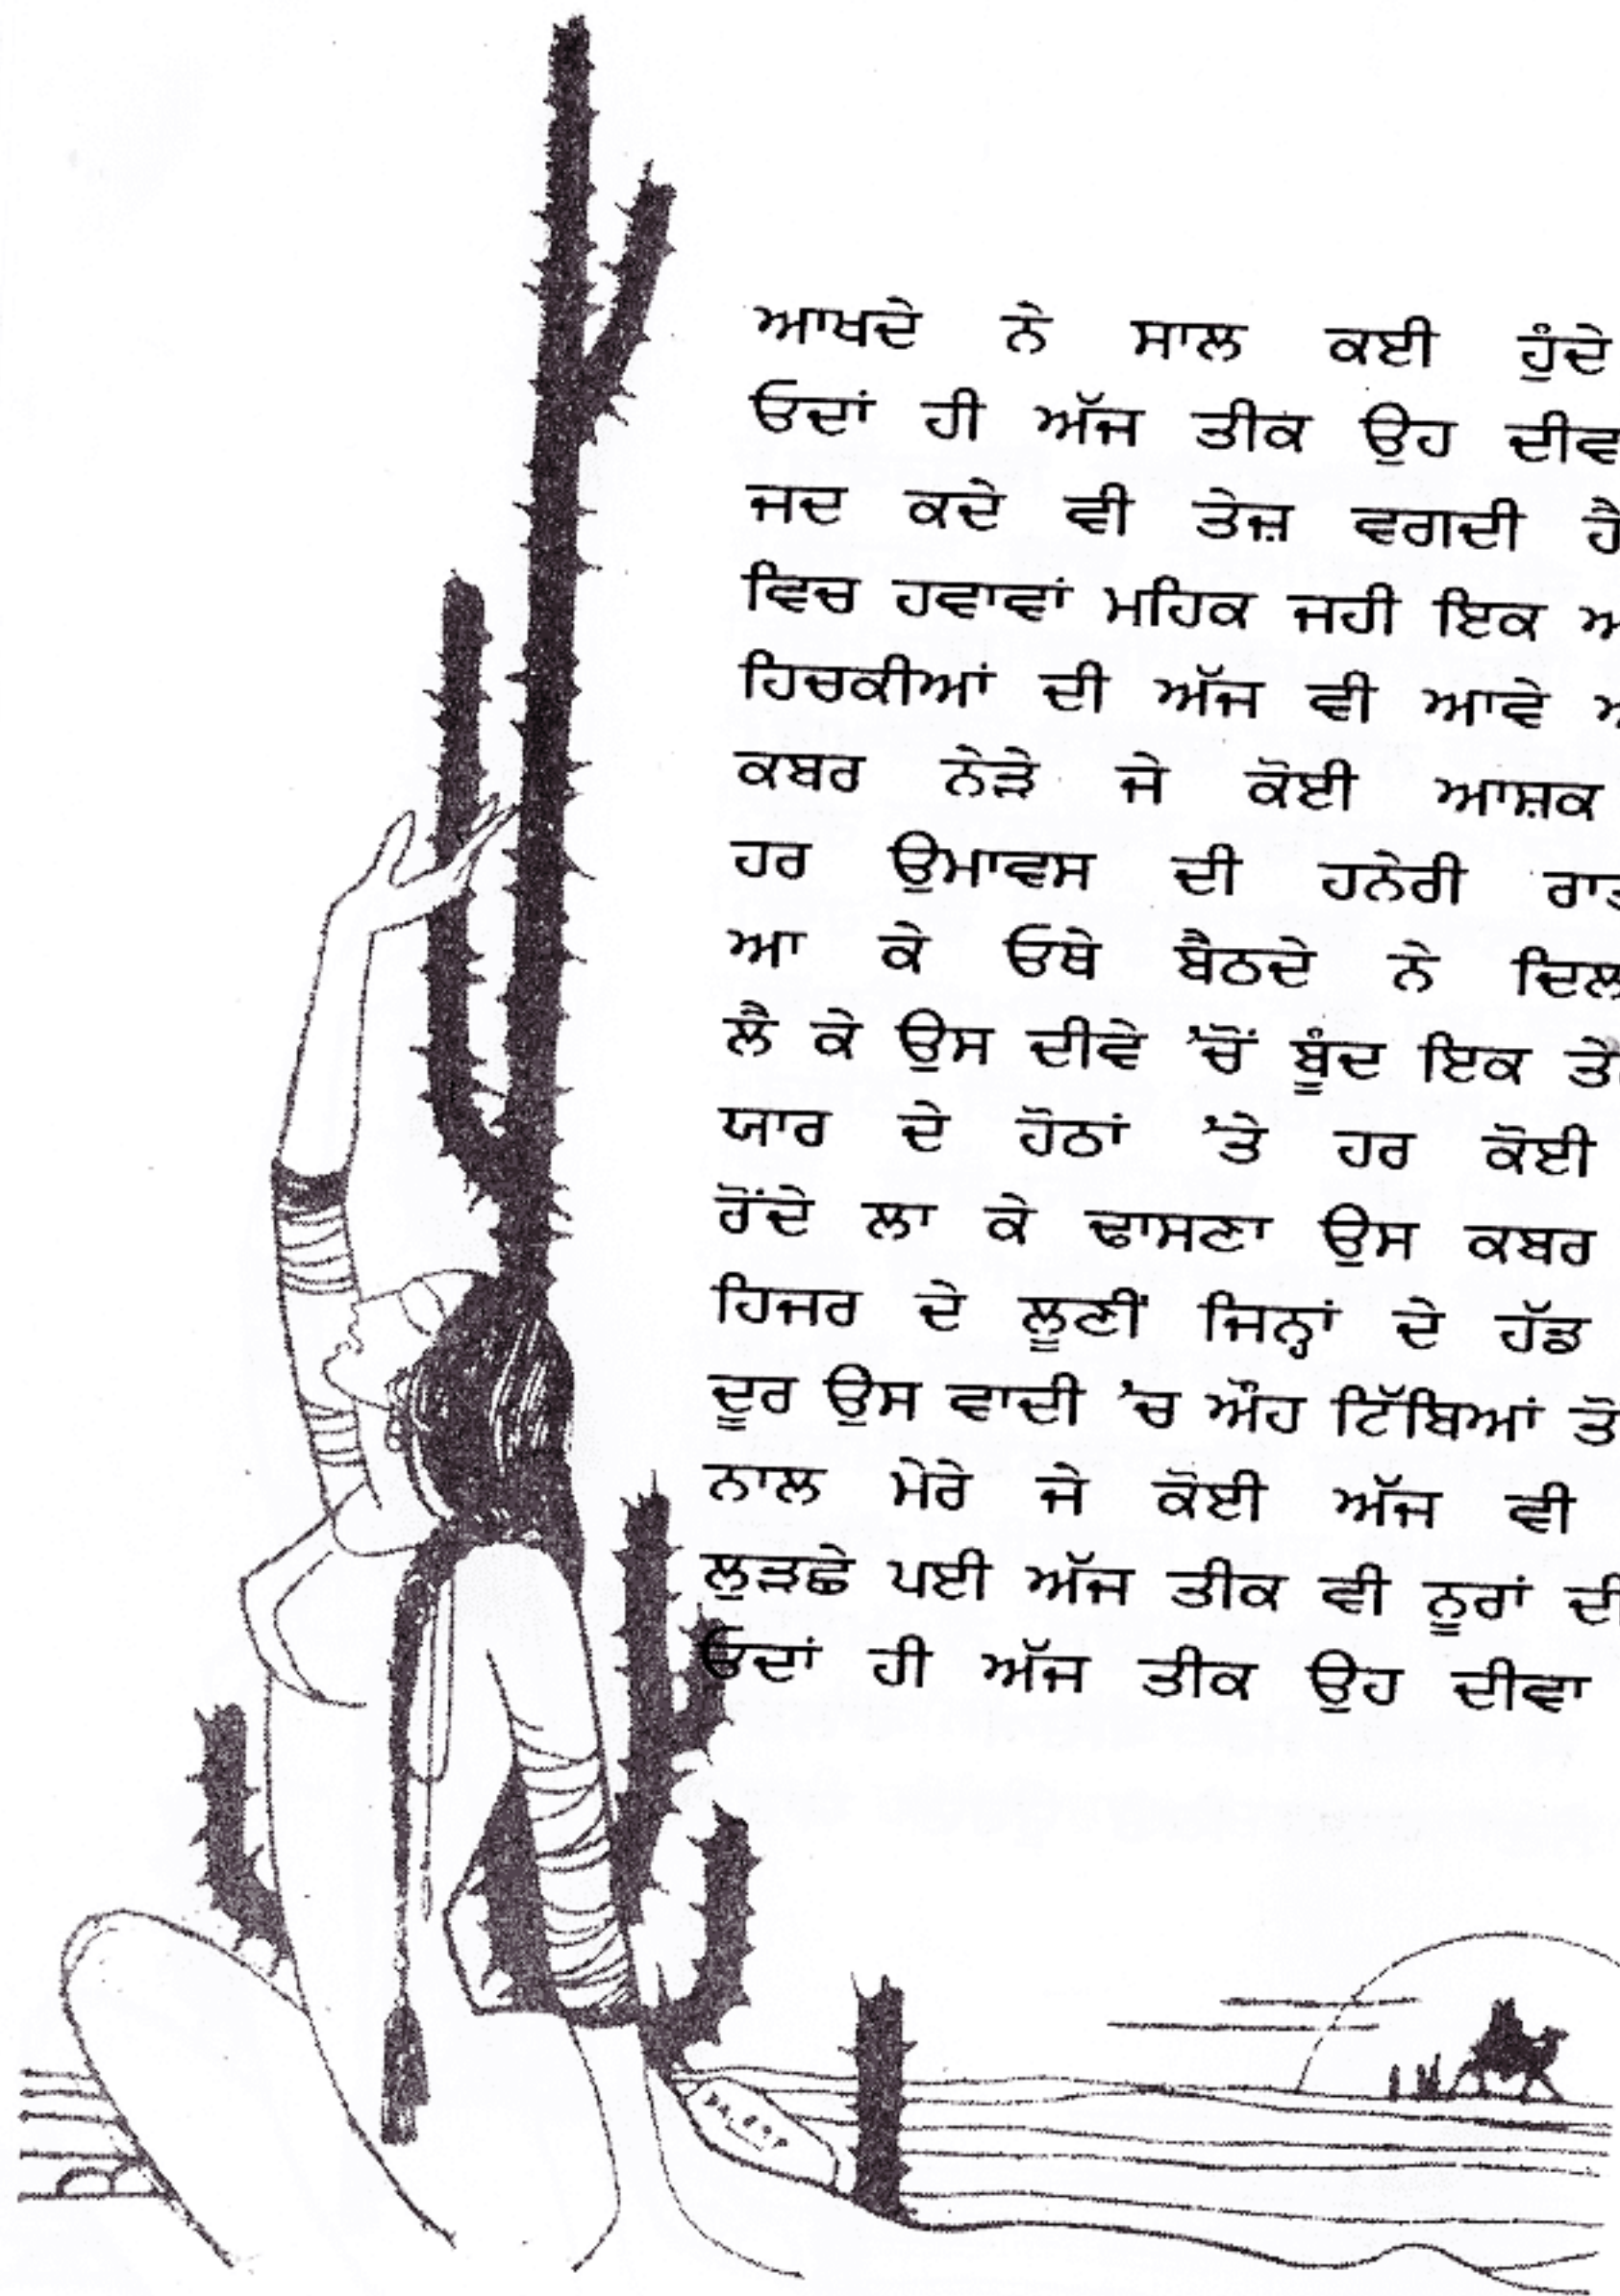 ਆਖਦੇ ਨੇ ਸਾਲ ਕਈ ਹੁੰਦੇ
ਓਦਾਂ ਹੀ ਅੱਜ ਤੀਕ ਉਹ
ਜਦ ਕਦੇ ਵੀ ਤੇਜ਼ ਵਗਦੀ
ਵਿਚ ਹਵਾਵਾਂ ਮਹਿਕ ਜਹੀ ਇਕ
ਹਿਚਕੀਆਂ ਦੀ ਅੱਜ ਵੀ ਆਵੇ
ਕਬਰ ਨੇੜੇ ਜੇ ਕੋਈ ਆਸ਼ਕ
ਹਰ ਉਮਾਵਸ ਦੀ ਹਨੇਰੀ
ਆ ਕੇ ਓਥੇ ਬੈਠਦੇ ਨੇ
ਲੈ ਕੇ ਉਸ ਦੀਵੇ 'ਚੋਂ ਬੂੰਦ ਇਕ
ਯਾਰ ਦੇ ਹੋਠਾਂ 'ਤੇ ਹਰ ਕੋਈ
ਰੋਂਦੇ ਲਾ ਕੇ ਢਾਸਣਾ ਉਸ ਕਬਰ
ਹਿਜਰ ਦੇ ਲੂਣੀਂ ਜਿਨ੍ਹਾਂ ਦੇ ਹੱਡ
ਦੂਰ ਉਸ ਵਾਦੀ 'ਚ ਔਹ ਟਿੱਬਿਆਂ
ਨਾਲ ਮੇਰੇ ਜੇ ਕੋਈ ਅੱਜ ਵੀ
ਲੁੜਛੇ ਪਈ ਅੱਜ ਤੀਕ ਵੀ ਨੂਰਾਂ
ਓਦਾਂ ਹੀ ਅੱਜ ਤੀਕ ਉਹ ਦੀਵਾ